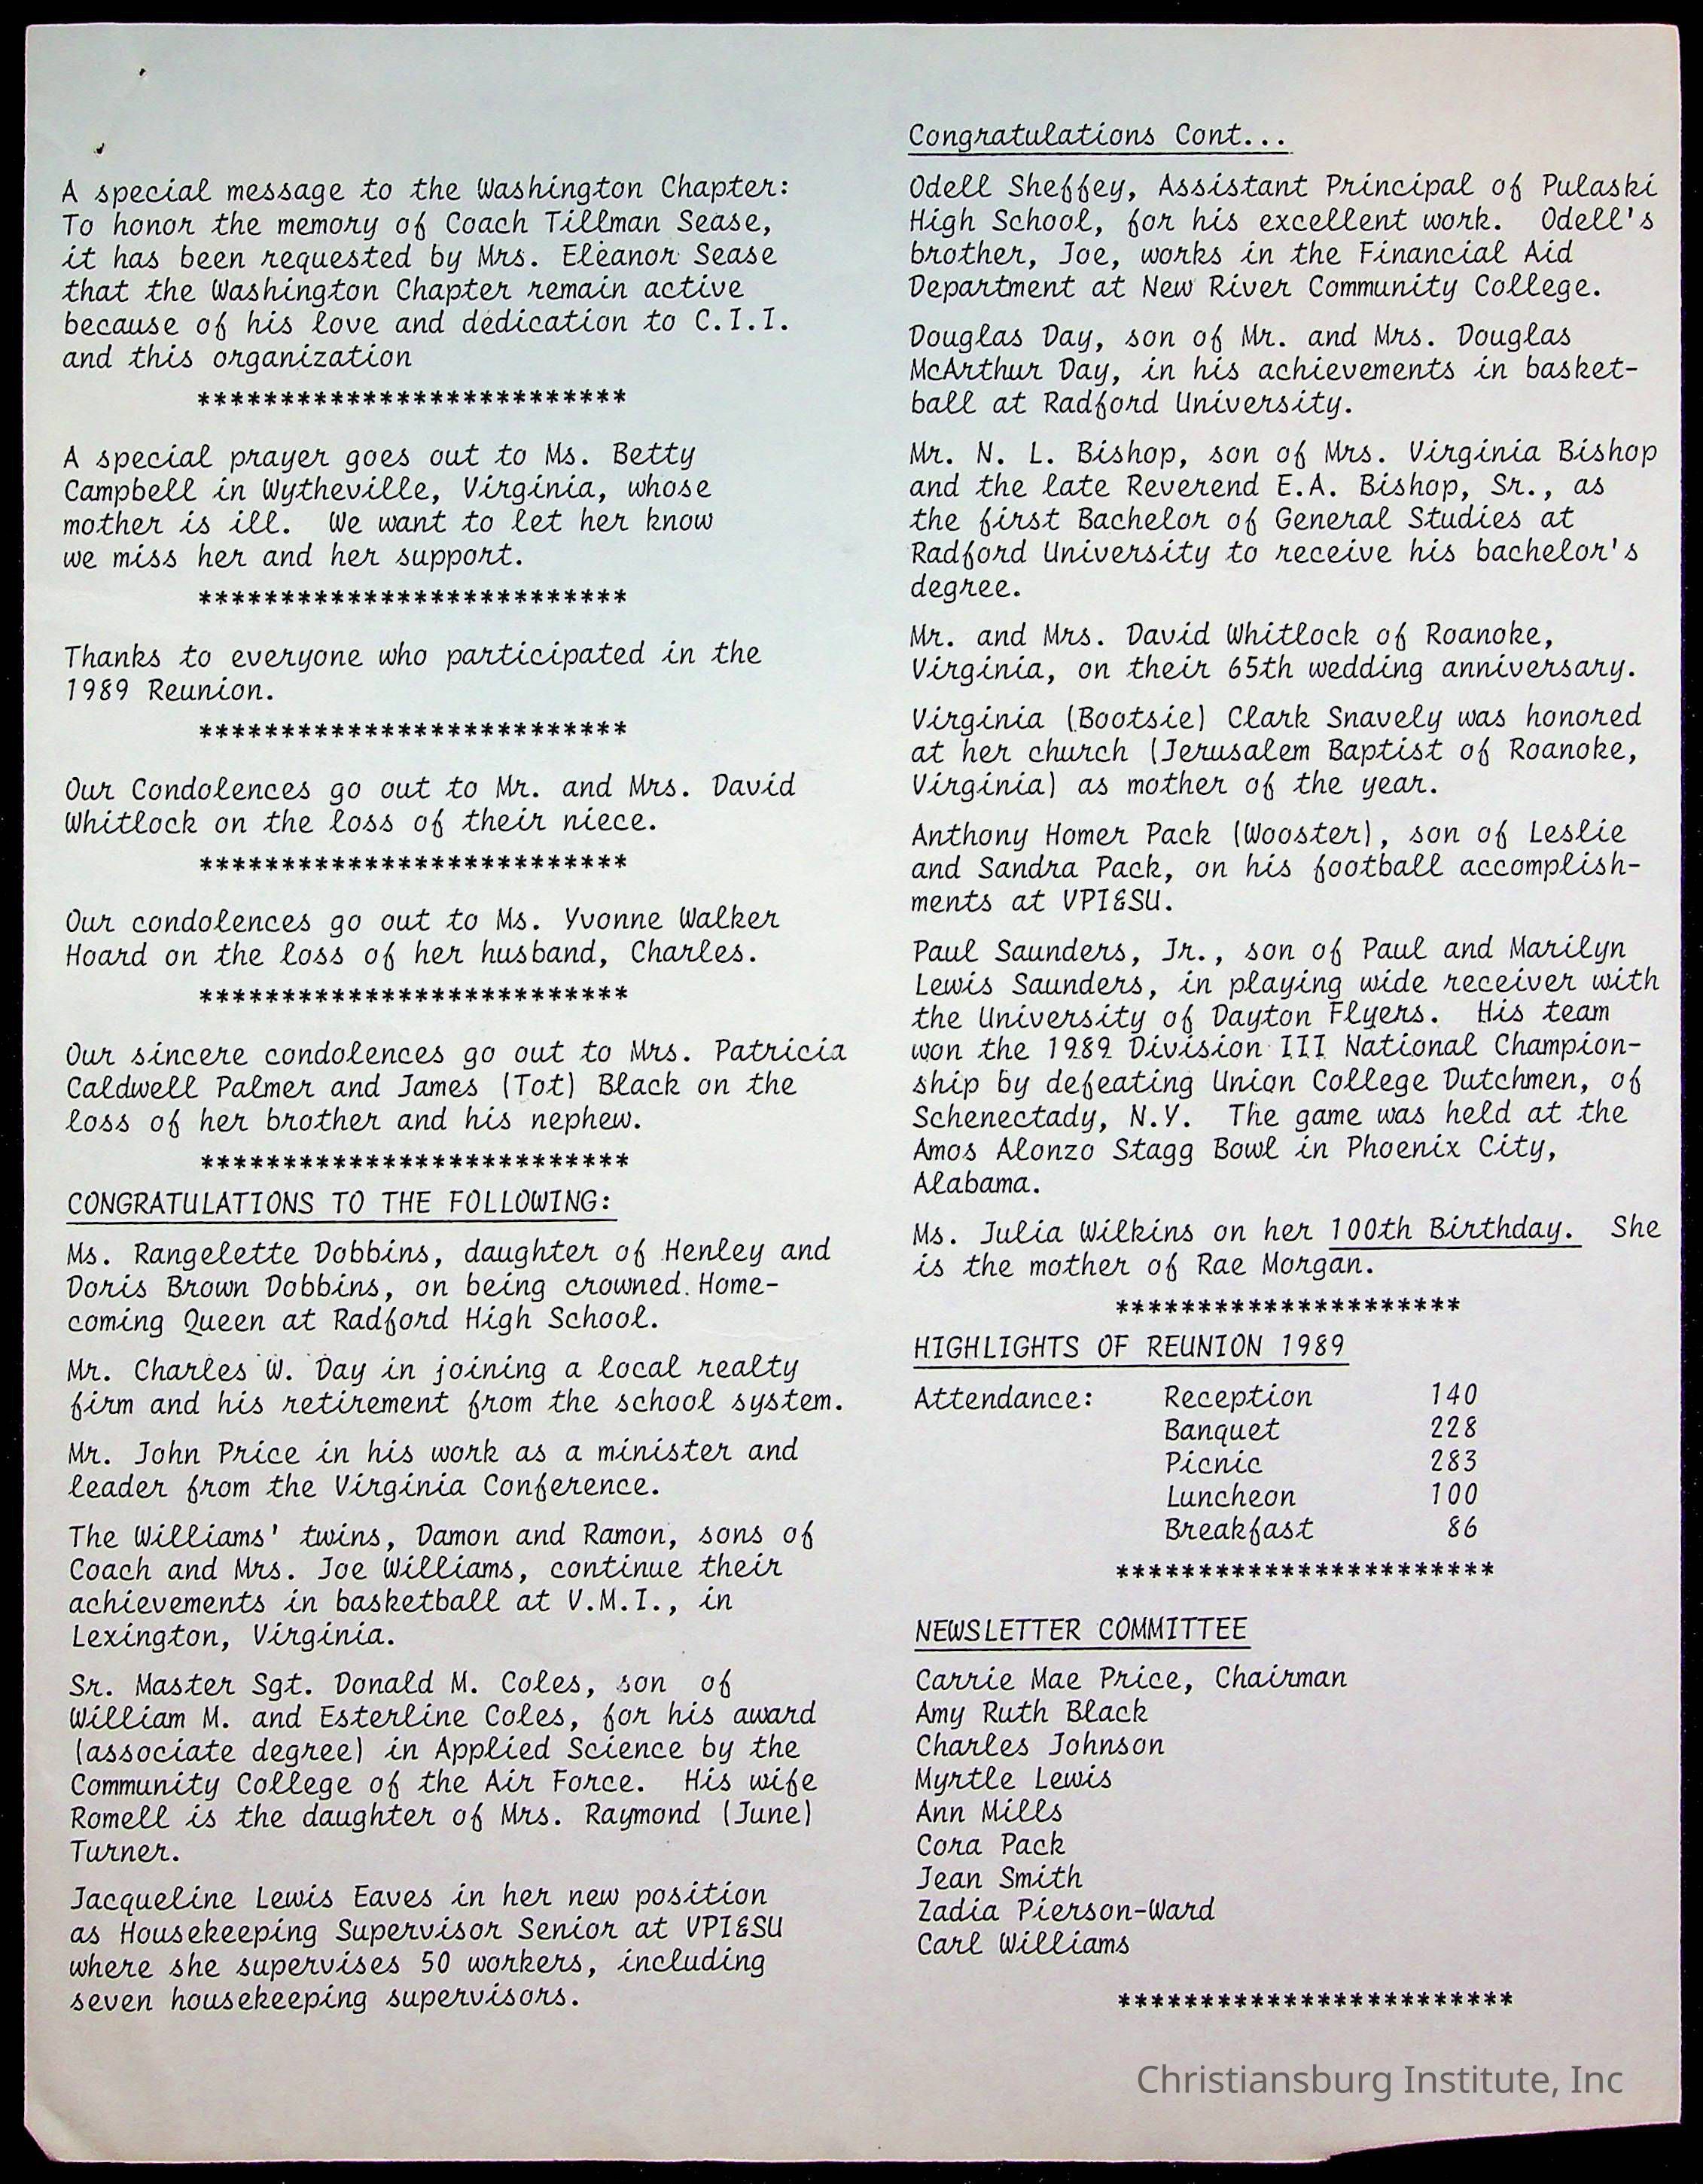 A special message to the Washington Chapter:
To honor the memory of Coach Tillman Sease,
it has been requested by Mrs. Eleanor Sease
that the Washington Chapter remain active
because of his love and dedication to C.I.I.
and this organization
**************************
A special prayer goes out to Ms. Betty
Campbell in Wytheville, Virginia, whose
mother is ill.  We want to let her know
we miss her and her support.
**************************
Thanks to everyone who participated in the
1989 Reunion.
**************************
Our Condolences go out to Mr. and Mrs. David
Whitlock on the loss of their niece.
**************************
Our condolences go out to Ms. Yvonne Walker
Hoard on the loss of her husband, Charles.
**************************
Our sincere condolences go out to Mrs. Patricia
Caldwell Palmer and James (Tot) Black on the
loss of her brother and his nephew.
**************************
CONGRATULATIONS TO THE FOLLOWING:
Ms. Rangelette Dobbins, daughter of Henley and
Doris Brown Dobbins, on being crowned Home-
coming Queen at Radford High School.
Mr. Charles W. Day in joining a local realty
firm and his retirement from the school system.
Mr. John Price in his work as a minister and
leader from the Virginia Conference.
The Williams' twins, Damon and Ramon, sons of
Coach and Mrs. Joe Williams, continue their
achievements in basketball at V.M.I., in
Lexington, Virginia.
Sr. Master Sgt. Donald M. Coles, son  of
William M. and Esterline Coles, for his award
(associate degree) in Applied Science by the
Community College of the Air Force.  His wife
Romell is the daughter of Mrs. Raymond (June)
Turner.
Jacqueline Lewis Eaves in her new position
as Housekeeping Supervisor Senior at VPI&SU
where she supervises 50 workers, including
seven housekeeping supervisors.
Congratulations Cont...
Odell Sheffey, Assistant Principal of Pulaski
High School, for his excellent work.  Odell's
brother, Joe, works in the Financial Aid
Department at New River Community College.
Douglas Day, son of Mr. and Mrs. Douglas
McArthur Day, in his achievements in basket-
ball at Radford University.
Mr. N. L. Bishop, son of Mrs. Virginia Bishop
and the late Reverend E.A. Bishop, Sr., as
the first Bachelor of General Studies at
Radford University to receive his bachelor's
degree.
Mr. and Mrs. David Whitlock of Roanoke,
Virginia, on their 65th wedding anniversary.
Virginia (Bootsie) Clark Snavely was honored
at her church (Jerusalem Baptist of Roanoke,
Virginia) as mother of the year.
Anthony Homer Pack (Wooster), son of Leslie
and Sandra Pack, on his football accomplish-
ments at VPI&SU.
Paul Saunders, Jr., son of Paul and Marilyn
Lewis Saunders, in playing wide receiver with
the University of Dayton Flyers.  His team
won the 1989 Division III National Champion-
ship by defeating Union College Dutchmen, of
Schenectady, N.Y.  The game was held at the
Amos Alonzo Stagg Bowl in Phoenix City,
Alabama.
Ms. Julia Wilkins on her 100th Birthday.  She
is the mother of Rae Morgan.
*********************
HIGHLIGHTS OF REUNION 1989
Attendance: Reception 140
Banquet 228
Picnic 283
Luncheon 100
Breakfast 86
***********************
NEWSLETTER COMMITTEE
Carrie Mae Price, Chairman
Amy Ruth Black
Charles Johnson
Myrtle Lewis
Ann Mills
Cora Pack
Jean Smith
Zadia Pierson-Ward
Carl Williams
************************
Christiansburg Institute, Inc